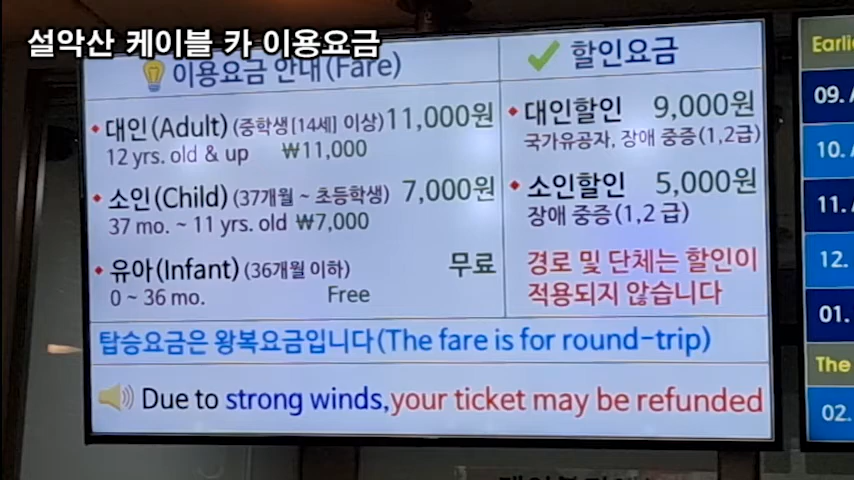 설악산 케이블 카 이용요금
이용요금 안내(Fare)
대인(Adult) (중학생[14세] 이상) 11,000원
12 yrs. old & up ₩11,000
소인(Child) (37개월 ~ 초등학생) 7,000원
37 mo. ~ 11 yrs. old ₩7,000
유아(Infant) (36개월 이하) 무료
0 ~ 36 mo. Free
할인요금
대인할인 9,000원
국가유공자, 장애 중증(1,2급)
소인할인 5,000원
장애 중증(1,2 급)
경로 및 단체는 할인이
적용되지 않습니다
탑승요금은 왕복요금입니다(The fare is for round-trip)
Due to strong winds,your ticket may be refunded
09.
10.
11.
12.
01.
The
02.